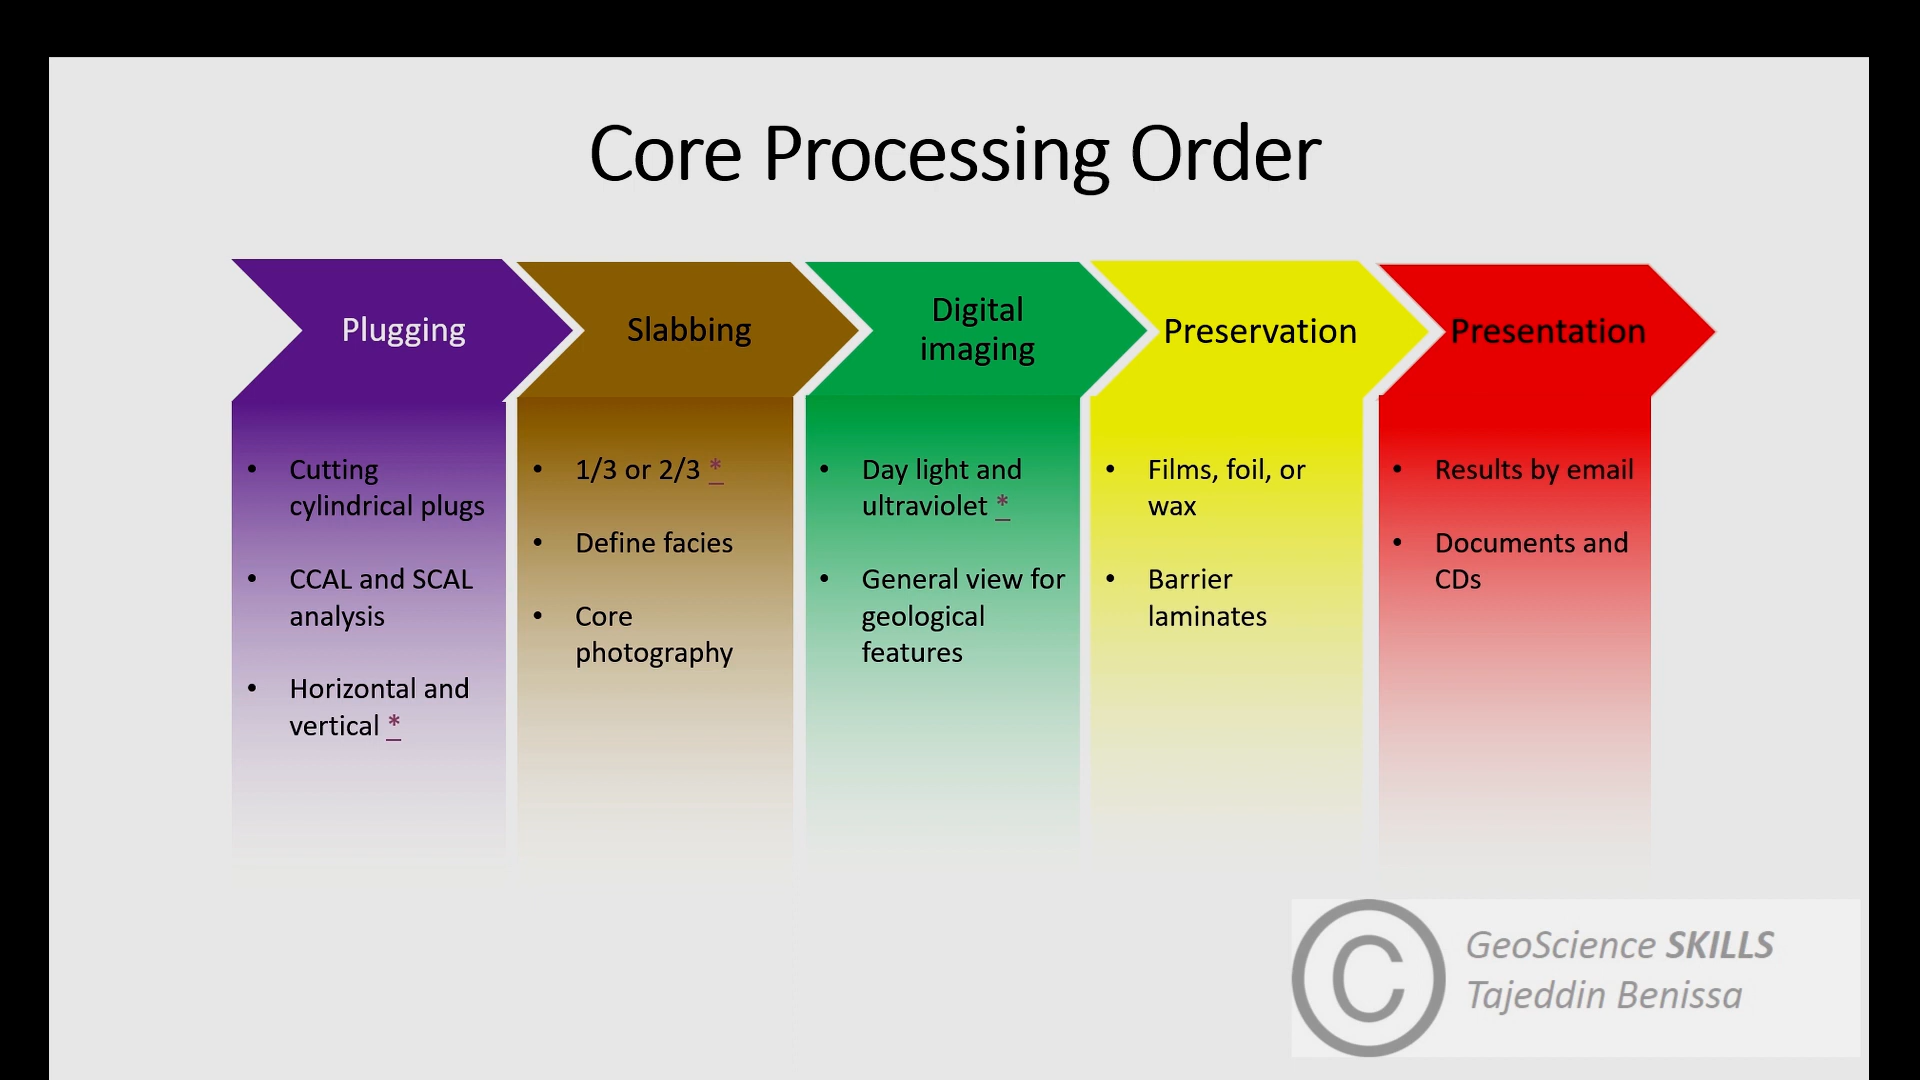 Core Processing Order
Plugging
• Cutting
cylindrical plugs
• CCAL and SCAL
analysis
• Horizontal and
vertical *
Slabbing
• 1/3 or 2/3 *
• Define facies
• Core
photography
Digital
imaging
• Day light and
ultraviolet *
• General view for
geological
features
Preservation
• Films, foil, or
wax
• Barrier
laminates
Presentation
• Results by email
• Documents and
CDs
© GeoScience SKILLS
Tajeddin Benissa